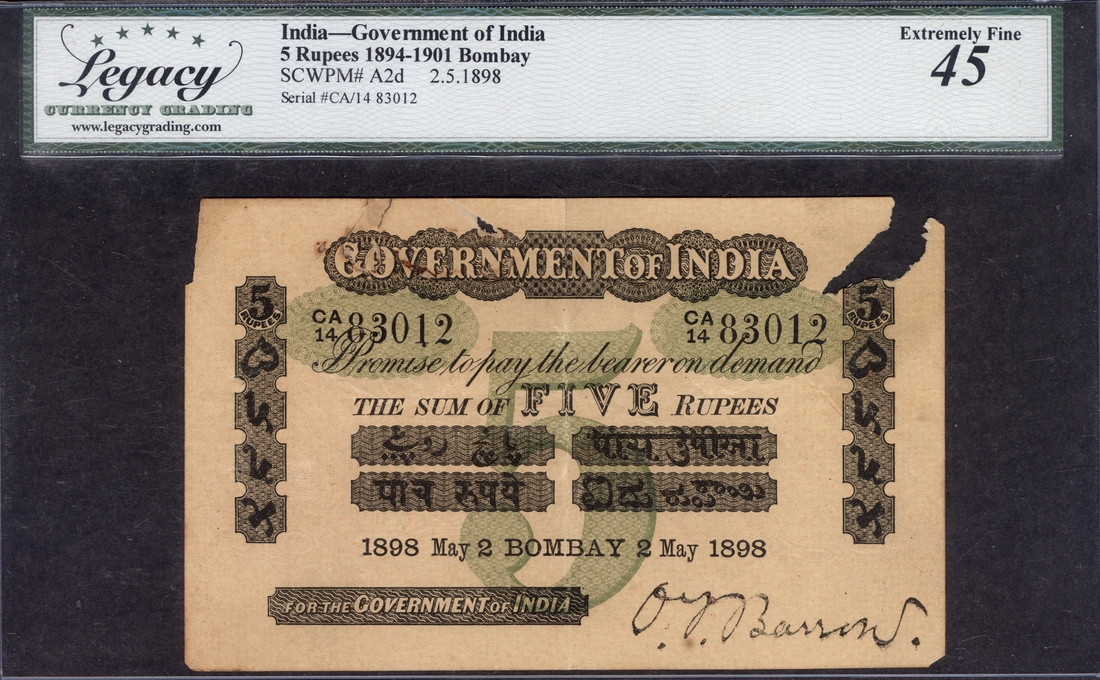 Legacy
CURRENCY GRADING
www.legacygrading.com
India—Government of India
5 Rupees 1894-1901 Bombay
SCWPM# A2d 2.5.1898
Serial #CA/14 83012
Extremely Fine
45
GOVERNMENT OF INDIA
5 RUPEES
5 RUPEES
CA 14 83012
CA 14 83012
Promise to pay the bearer on demand
THE SUM OF FIVE RUPEES
पांच रुपये
1898 May 2 BOMBAY 2 May 1898
FOR THE GOVERNMENT OF INDIA
O.T. Barrow.
5